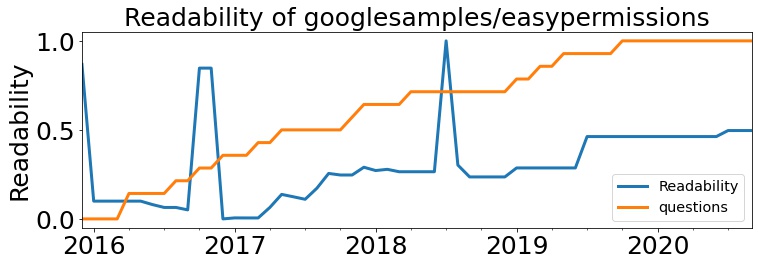 Readability of googlesamples/easypermissions
Readability
1.0
0.5
0.0
2016 2017 2018 2019 2020
Readability
questions